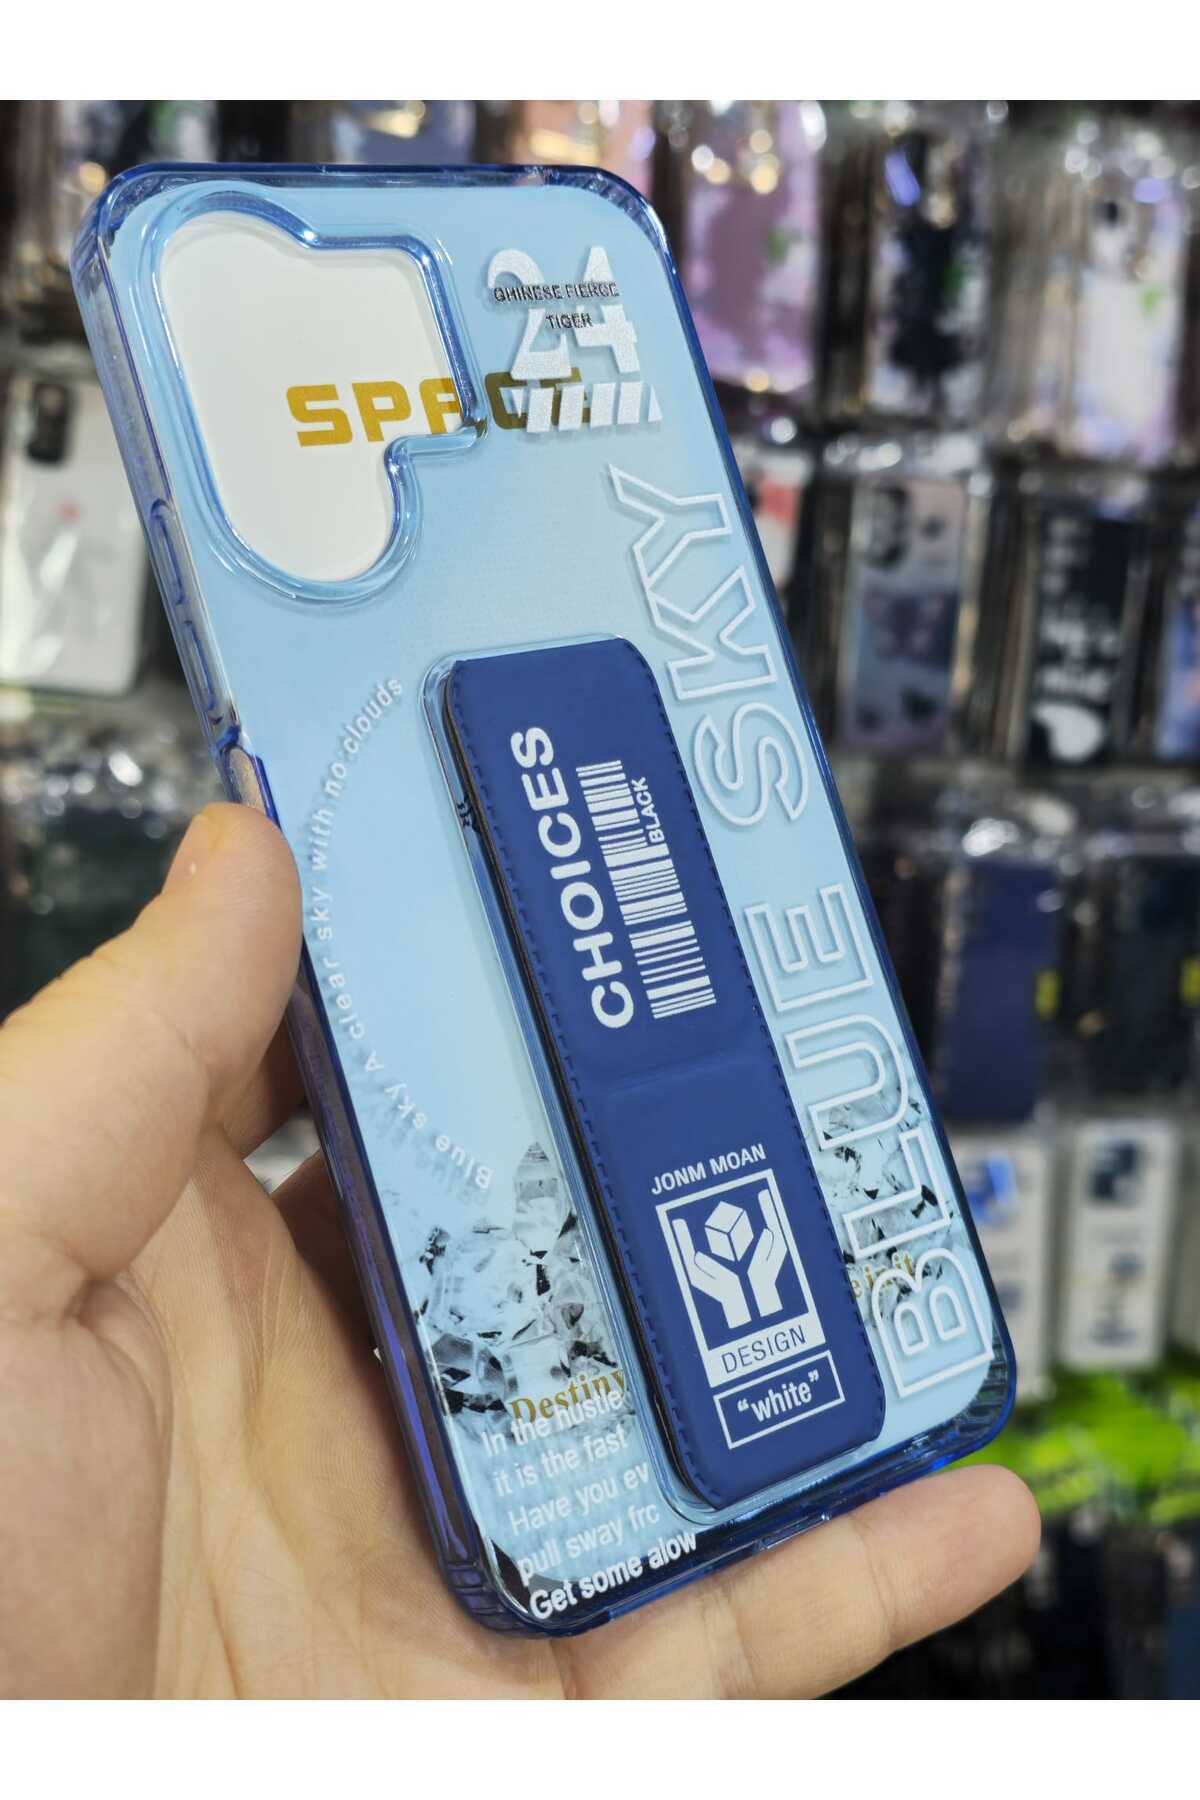 24
CHINESE FIERCE
TIGER
SPACE
BLUE SKY
Blue sky A clear sky with no clouds
CHOICES
BLACK
JONM MOAN
DESIGN
“white”
Destiny
In the hustle
it is the fast
Have you ev
pull sway frc
Get some alow